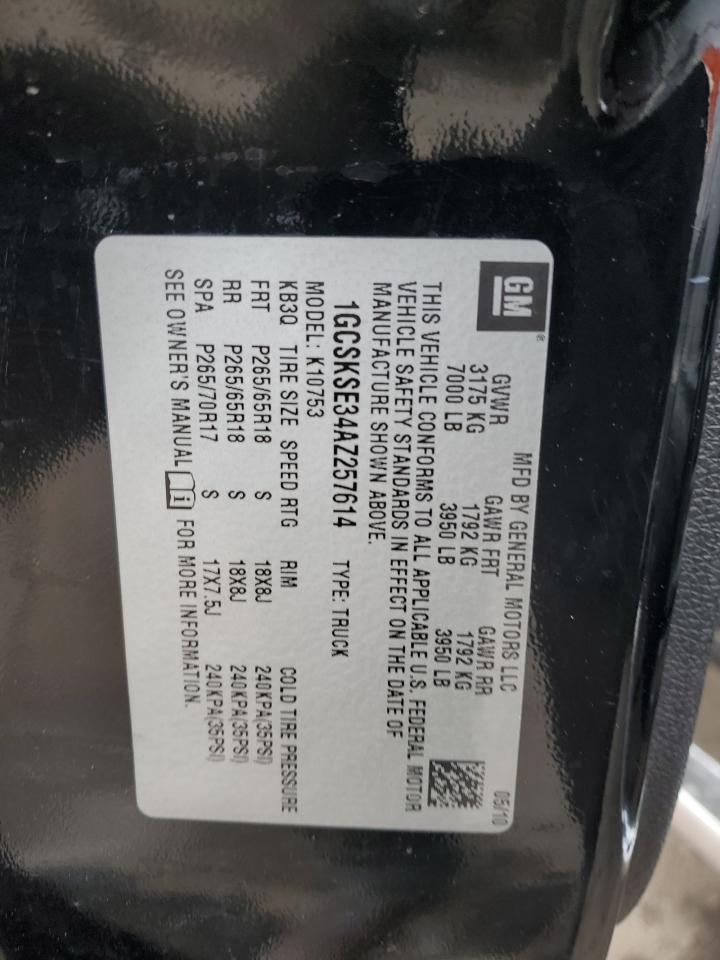 GM®
MFD BY GENERAL MOTORS LLC 05/10
GVWR GAWR FRT GAWR RR
3175 KG 1792 KG 1792 KG
7000 LB 3950 LB 3950 LB
THIS VEHICLE CONFORMS TO ALL APPLICABLE U.S. FEDERAL MOTOR
VEHICLE SAFETY STANDARDS IN EFFECT ON THE DATE OF
MANUFACTURE SHOWN ABOVE.
1GCSKSE34AZ257614 TYPE: TRUCK
MODEL: K10753
KB3Q TIRE SIZE SPEED RTG RIM COLD TIRE PRESSURE
FRT P265/65R18 S 18X8J 240KPA(35PSI)
RR P265/65R18 S 18X8J 240KPA(35PSI)
SPA P265/70R17 S 17X7.5J 240KPA(35PSI)
SEE OWNER'S MANUAL i FOR MORE INFORMATION.